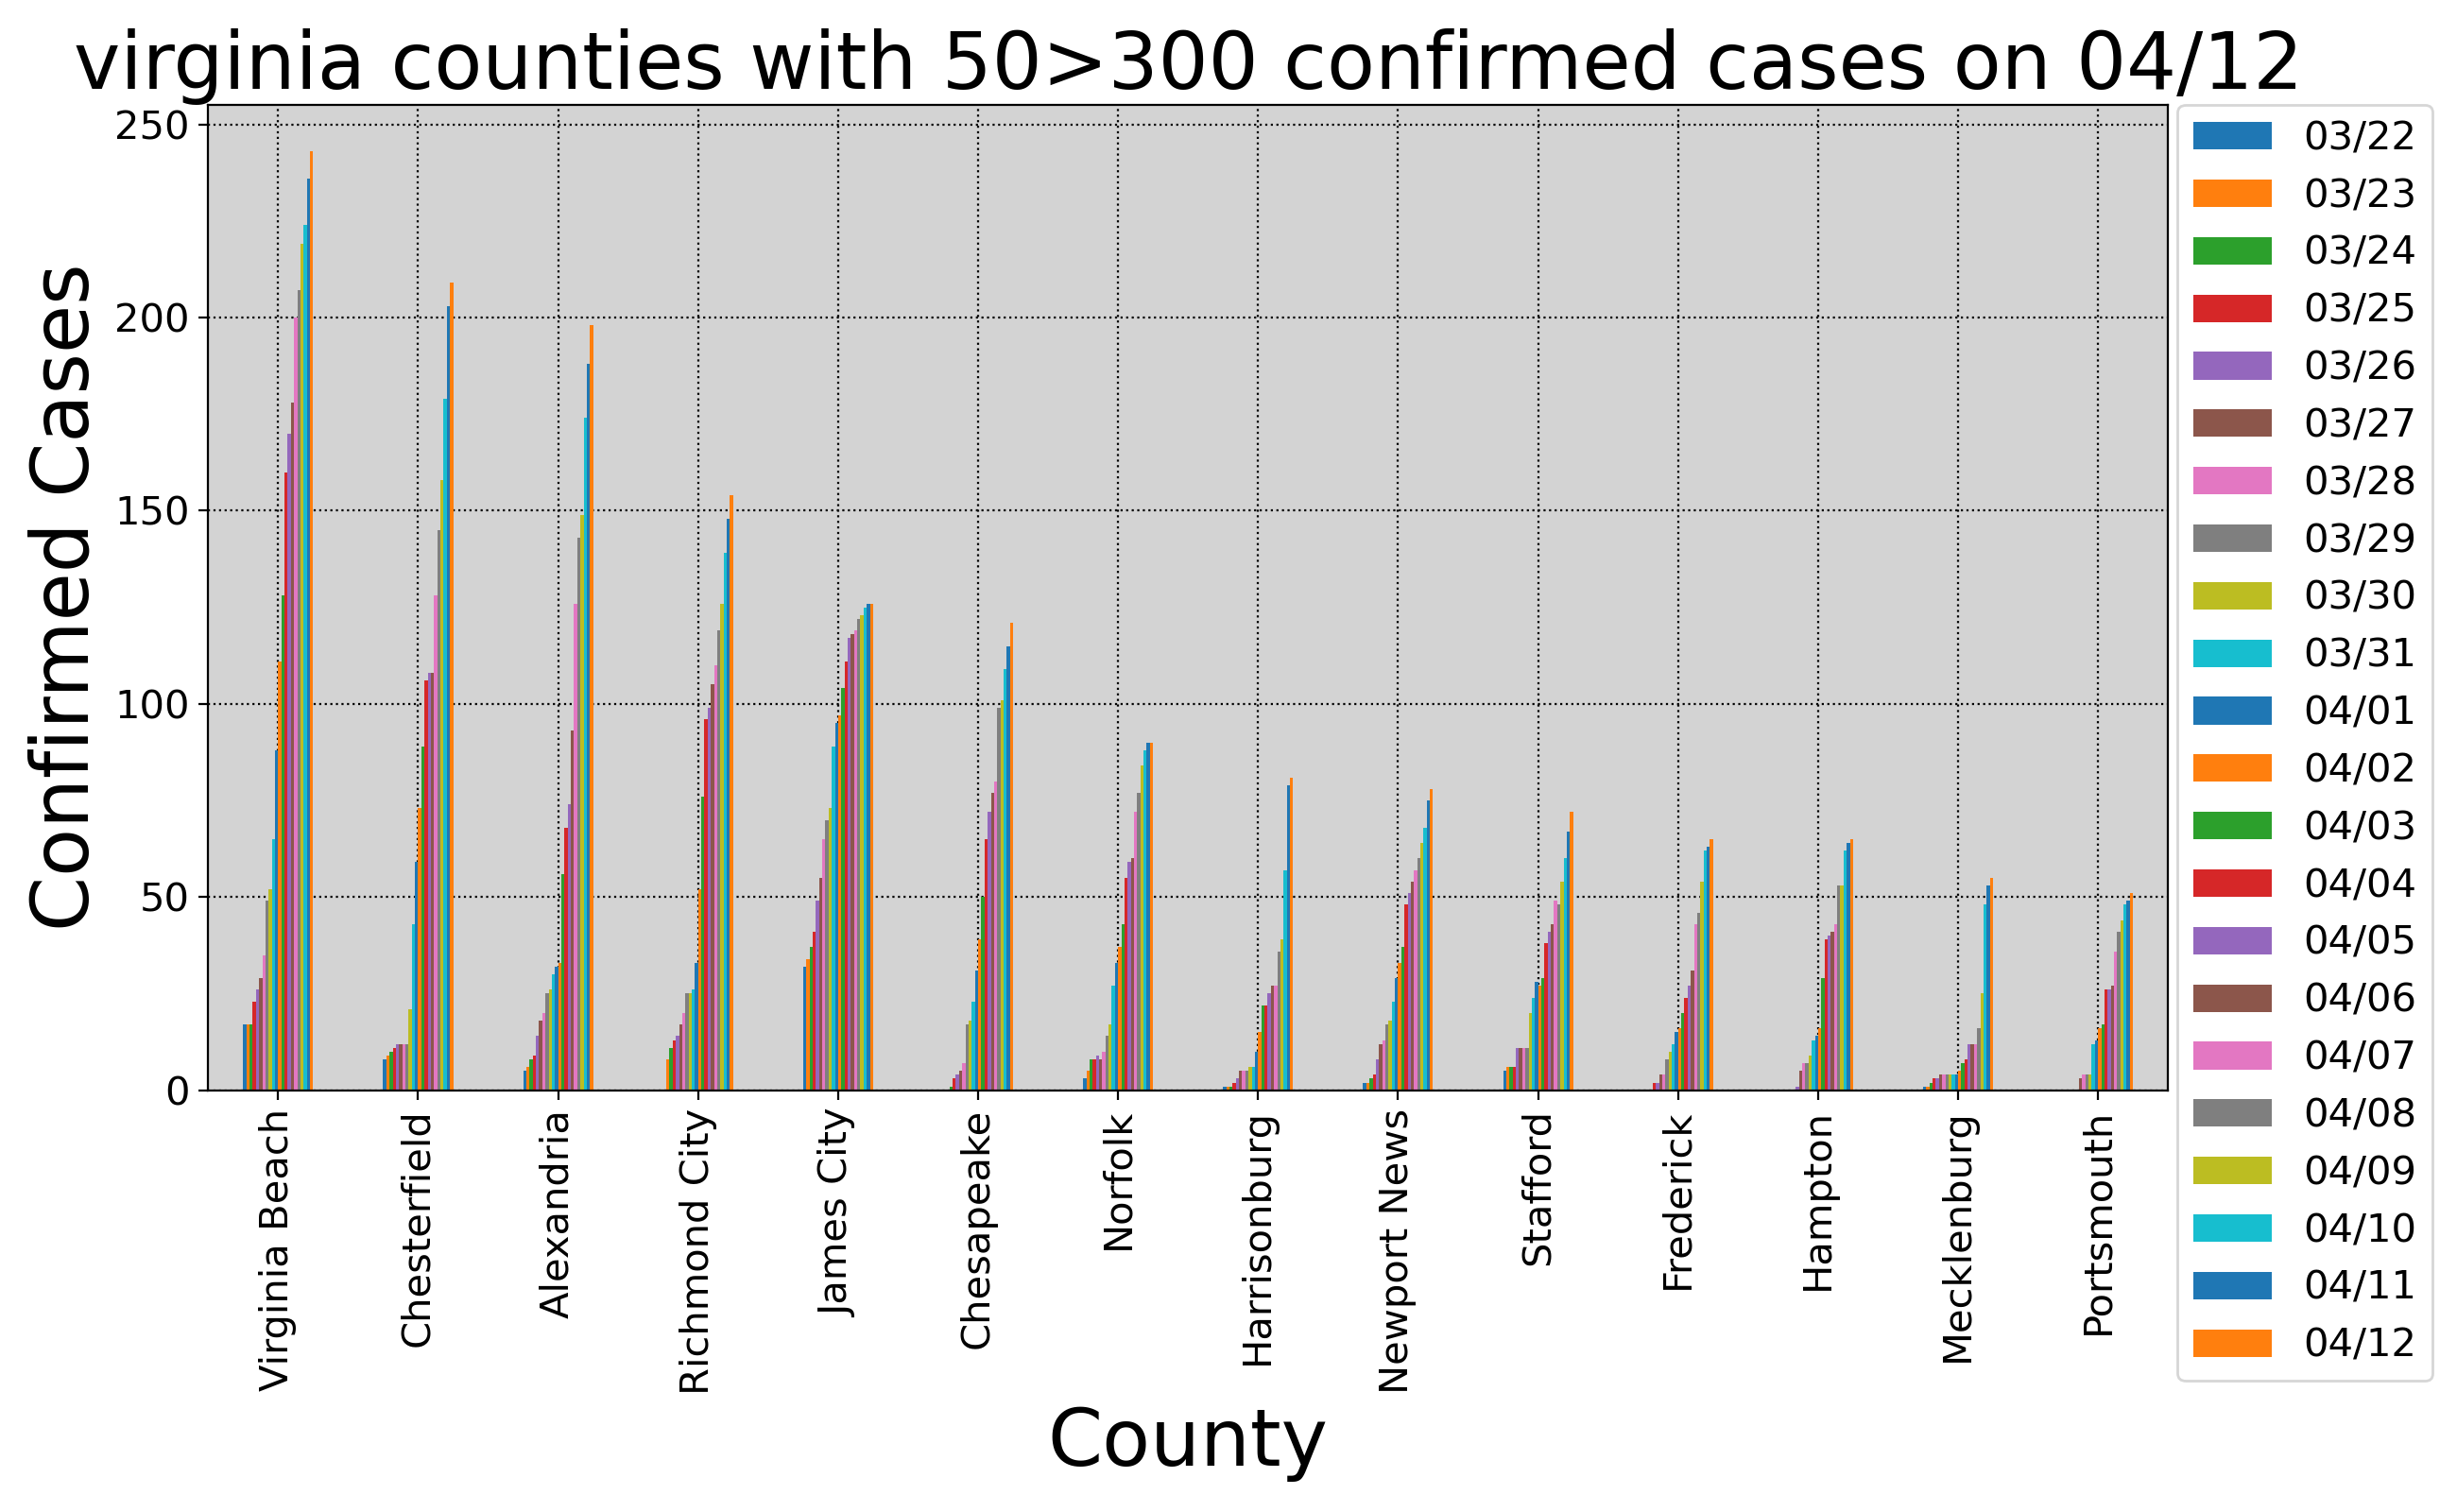 virginia counties with 50>300 confirmed cases on 04/12
Confirmed Cases
250
200
150
100
50
0
Virginia Beach
Chesterfield
Alexandria
Richmond City
James City
Chesapeake
Norfolk
Harrisonburg
Newport News
Stafford
Frederick
Hampton
Mecklenburg
Portsmouth
County
03/22
03/23
03/24
03/25
03/26
03/27
03/28
03/29
03/30
03/31
04/01
04/02
04/03
04/04
04/05
04/06
04/07
04/08
04/09
04/10
04/11
04/12